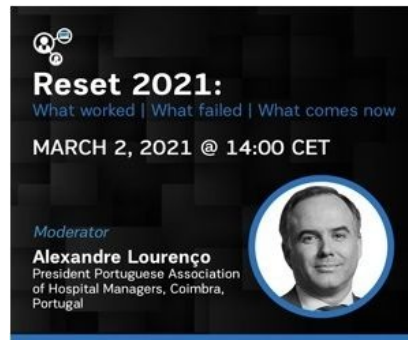 Reset 2021:
What worked | What failed | What comes now
MARCH 2, 2021 @ 14:00 CET
Moderator
Alexandre Lourenço
President Portuguese Association
of Hospital Managers, Coimbra,
Portugal